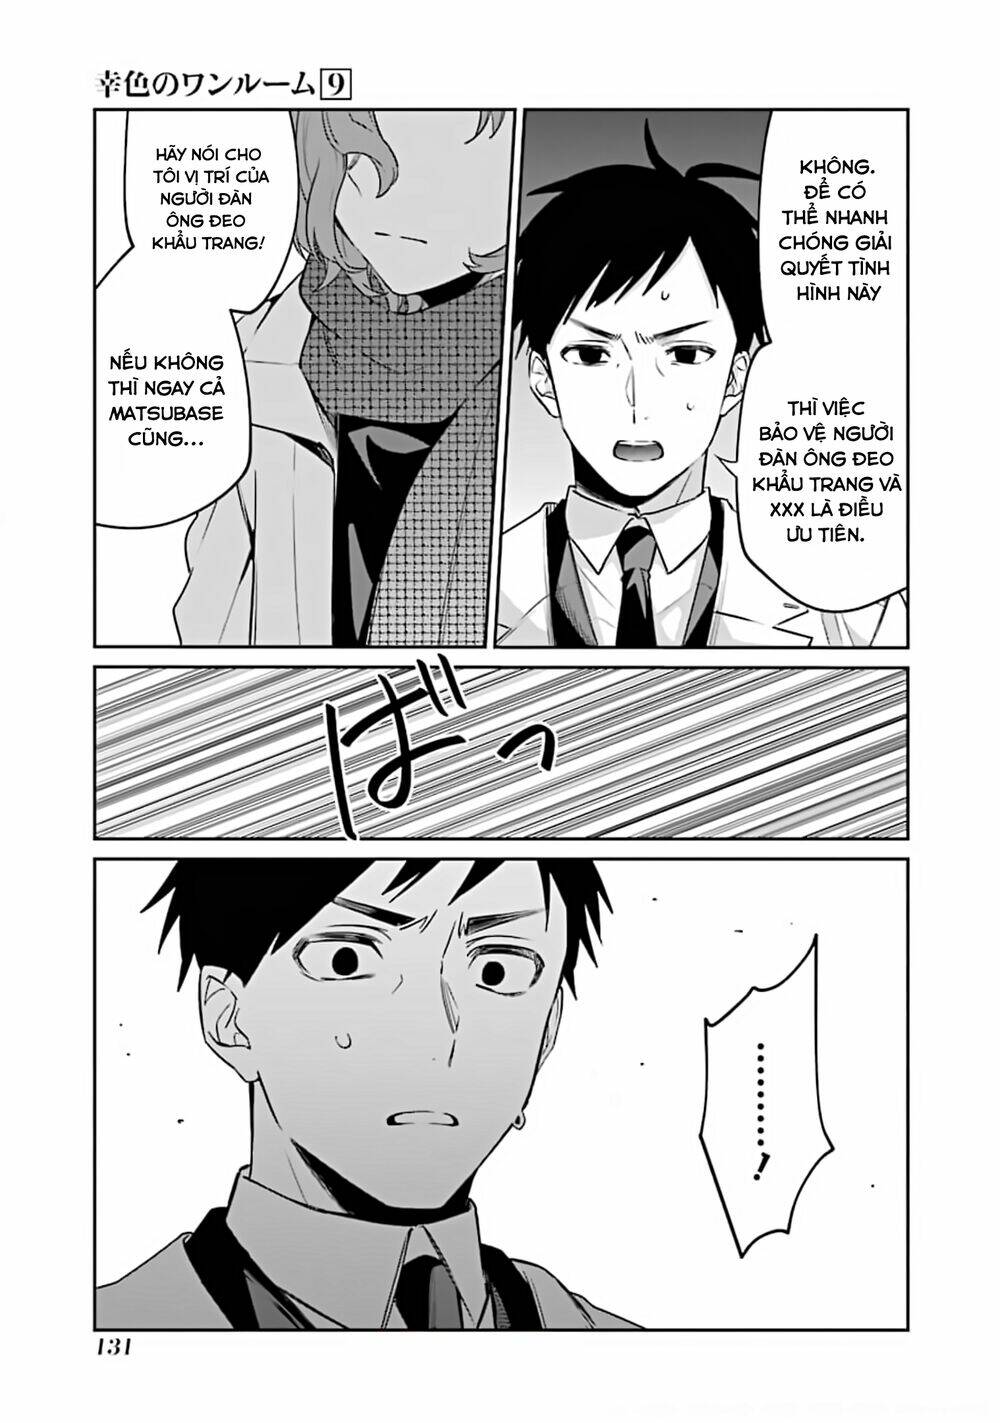 幸色のワンルーム 9
KHÔNG.
ĐỂ CÓ
THỂ NHANH
CHÓNG GIẢI
QUYẾT TÌNH
HÌNH NÀY
THÌ VIỆC
BẢO VỆ NGƯỜI
ĐÀN ÔNG ĐEO
KHẨU TRANG VÀ
XXX LÀ ĐIỀU
ƯU TIÊN.
HÃY NÓI CHO
TÔI VỊ TRÍ CỦA
NGƯỜI ĐÀN
ÔNG ĐEO
KHẨU TRANG!
NẾU KHÔNG
THÌ NGAY CẢ
MATSUBASE
CŨNG...
ばっ
………!
131